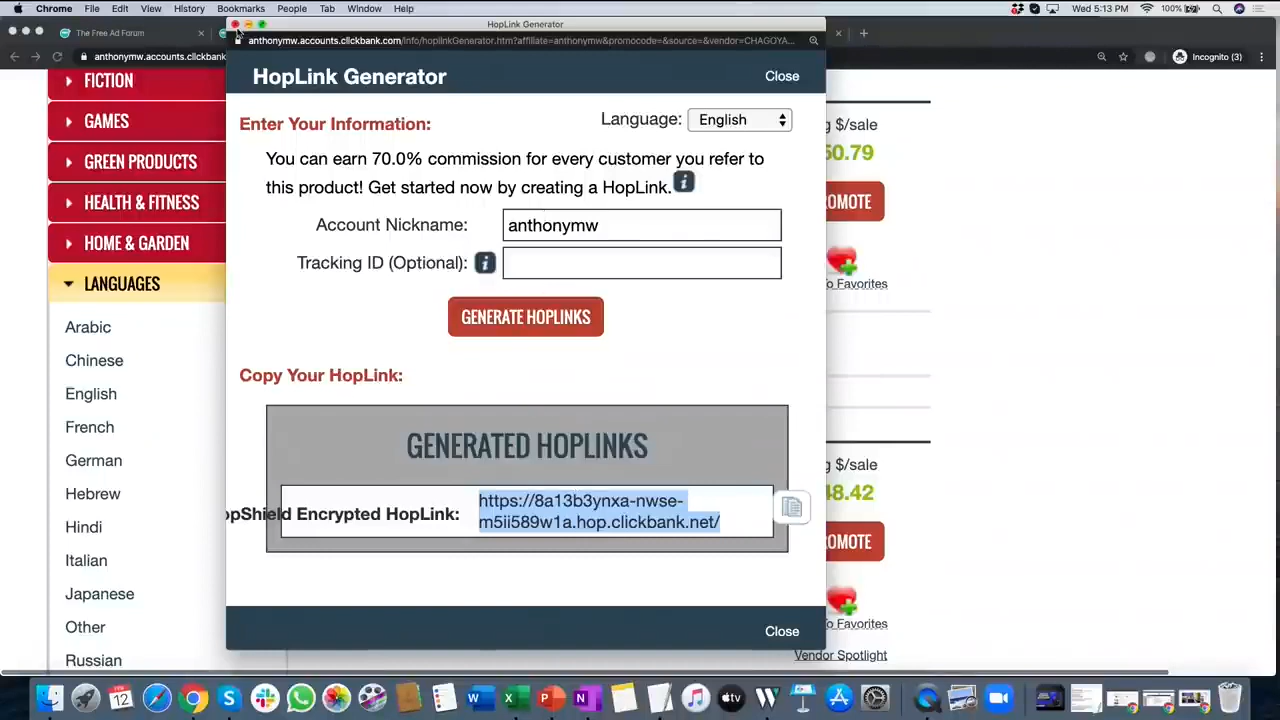 Chrome File Edit View History Bookmarks People Tab Window Help
100% Wed 5:13 PM
HopLink Generator
The Free Ad Forum
anthonymw.accounts.clickbank.com/info/hoplinkGenerator.htm?affiliate=anthonymw&promocode=&source=&vendor=CHAGOYA...
anthonymw.accounts.clickbank
Incognito (3)
HopLink Generator
Close
FICTION
GAMES
GREEN PRODUCTS
HEALTH & FITNESS
HOME & GARDEN
LANGUAGES
Arabic
Chinese
English
French
German
Hebrew
Hindi
Italian
Japanese
Other
Russian
Enter Your Information:
Language: English
You can earn 70.0% commission for every customer you refer to
this product! Get started now by creating a HopLink.
Account Nickname: anthonymw
Tracking ID (Optional):
GENERATE HOPLINKS
Copy Your HopLink:
GENERATED HOPLINKS
opShield Encrypted HopLink:
https://8a13b3ynxa-nwse-
m5ii589w1a.hop.clickbank.net/
Close
g $/sale
50.79
OMOTE
o Favorites
g $/sale
48.42
OMOTE
o Favorites
Vendor Spotlight
12